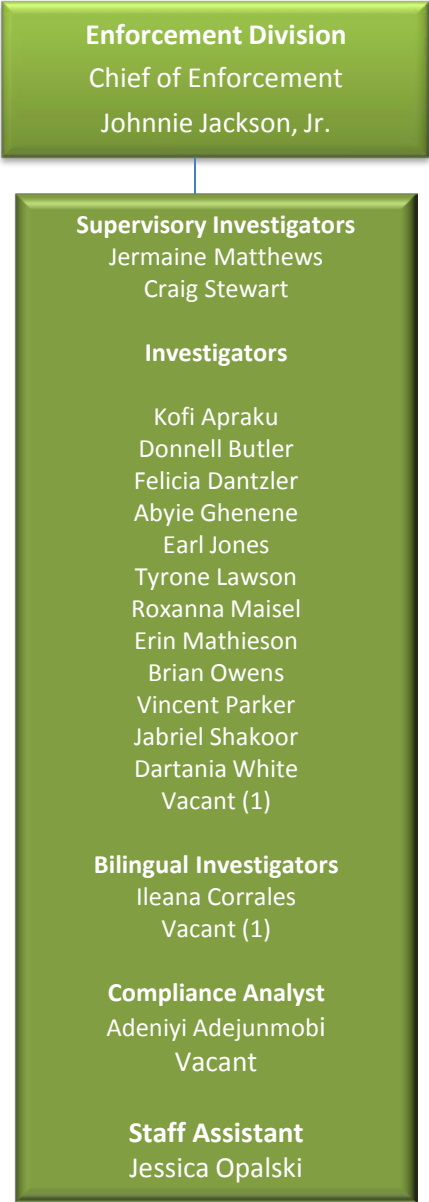 Enforcement Division
Chief of Enforcement
Johnnie Jackson, Jr.
Supervisory Investigators
Jermaine Matthews
Craig Stewart
Investigators
Kofi Apraku
Donnell Butler
Felicia Dantzler
Abyie Ghenene
Earl Jones
Tyrone Lawson
Roxanna Maisel
Erin Mathieson
Brian Owens
Vincent Parker
Jabriel Shakoor
Dartania White
Vacant (1)
Bilingual Investigators
Ileana Corrales
Vacant (1)
Compliance Analyst
Adeniyi Adejunmobi
Vacant
Staff Assistant
Jessica Opalski